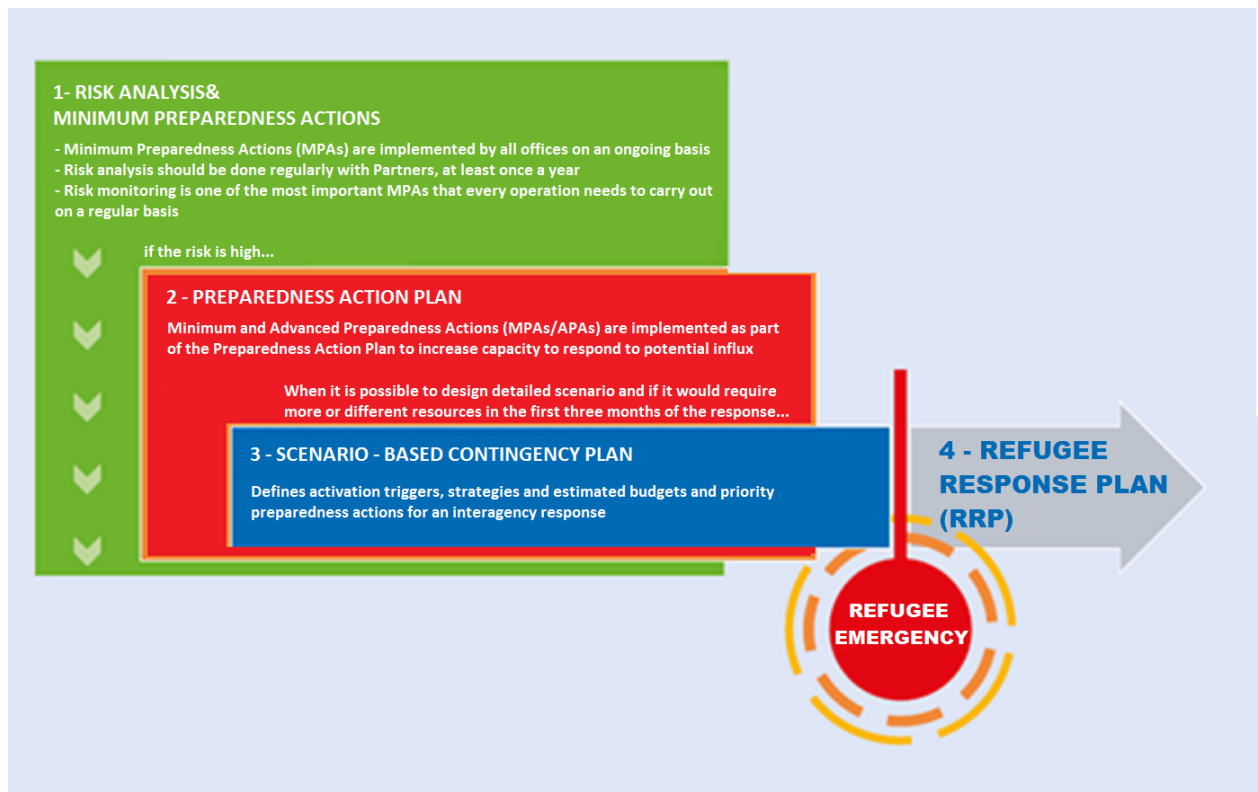 1- RISK ANALYSIS&
MINIMUM PREPAREDNESS ACTIONS
- Minimum Preparedness Actions (MPAs) are implemented by all offices on an ongoing basis
- Risk analysis should be done regularly with Partners, at least once a year
- Risk monitoring is one of the most important MPAs that every operation needs to carry out
on a regular basis
if the risk is high...
2 - PREPAREDNESS ACTION PLAN
Minimum and Advanced Preparedness Actions (MPAs/APAs) are implemented as part
of the Preparedness Action Plan to increase capacity to respond to potential influx
When it is possible to design detailed scenario and if it would require
more or different resources in the first three months of the response...
3 - SCENARIO - BASED CONTINGENCY PLAN
Defines activation triggers, strategies and estimated budgets and priority
preparedness actions for an interagency response
4 - REFUGEE
RESPONSE PLAN
(RRP)
REFUGEE
EMERGENCY